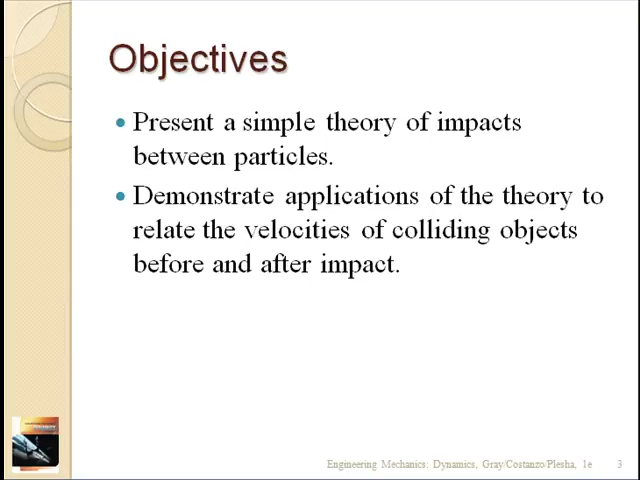 Objectives
Present a simple theory of impacts
between particles.
Demonstrate applications of the theory to
relate the velocities of colliding objects
before and after impact.
Engineering Mechanics: Dynamics, Gray/Costanzo/Plesha, 1e 3